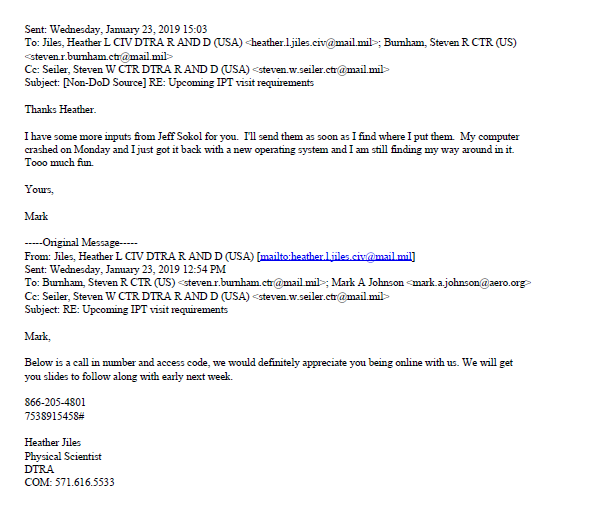 Sent: Wednesday, January 23, 2019 15:03
To: Jiles, Heather L CIV DTRA R AND D (USA) <heather.l.jiles.civ@mail.mil>; Burnham, Steven R CTR (US)
<steven.r.burnham.ctr@mail.mil>
Cc: Seiler, Steven W CTR DTRA R AND D (USA) <steven.w.seiler.ctr@mail.mil>
Subject: [Non-DoD Source] RE: Upcoming IPT visit requirements
Thanks Heather.
I have some more inputs from Jeff Sokol for you.  I'll send them as soon as I find where I put them.  My computer
crashed on Monday and I just got it back with a new operating system and I am still finding my way around in it.
Tooo much fun.
Yours,
Mark
-----Original Message-----
From: Jiles, Heather L CIV DTRA R AND D (USA) [mailto:heather.l.jiles.civ@mail.mil]
Sent: Wednesday, January 23, 2019 12:54 PM
To: Burnham, Steven R CTR (US) <steven.r.burnham.ctr@mail.mil>; Mark A Johnson <mark.a.johnson@aero.org>
Cc: Seiler, Steven W CTR DTRA R AND D (USA) <steven.w.seiler.ctr@mail.mil>
Subject: RE: Upcoming IPT visit requirements
Mark,
Below is a call in number and access code, we would definitely appreciate you being online with us. We will get
you slides to follow along with early next week.
866-205-4801
7538915458#
Heather Jiles
Physical Scientist
DTRA
COM: 571.616.5533